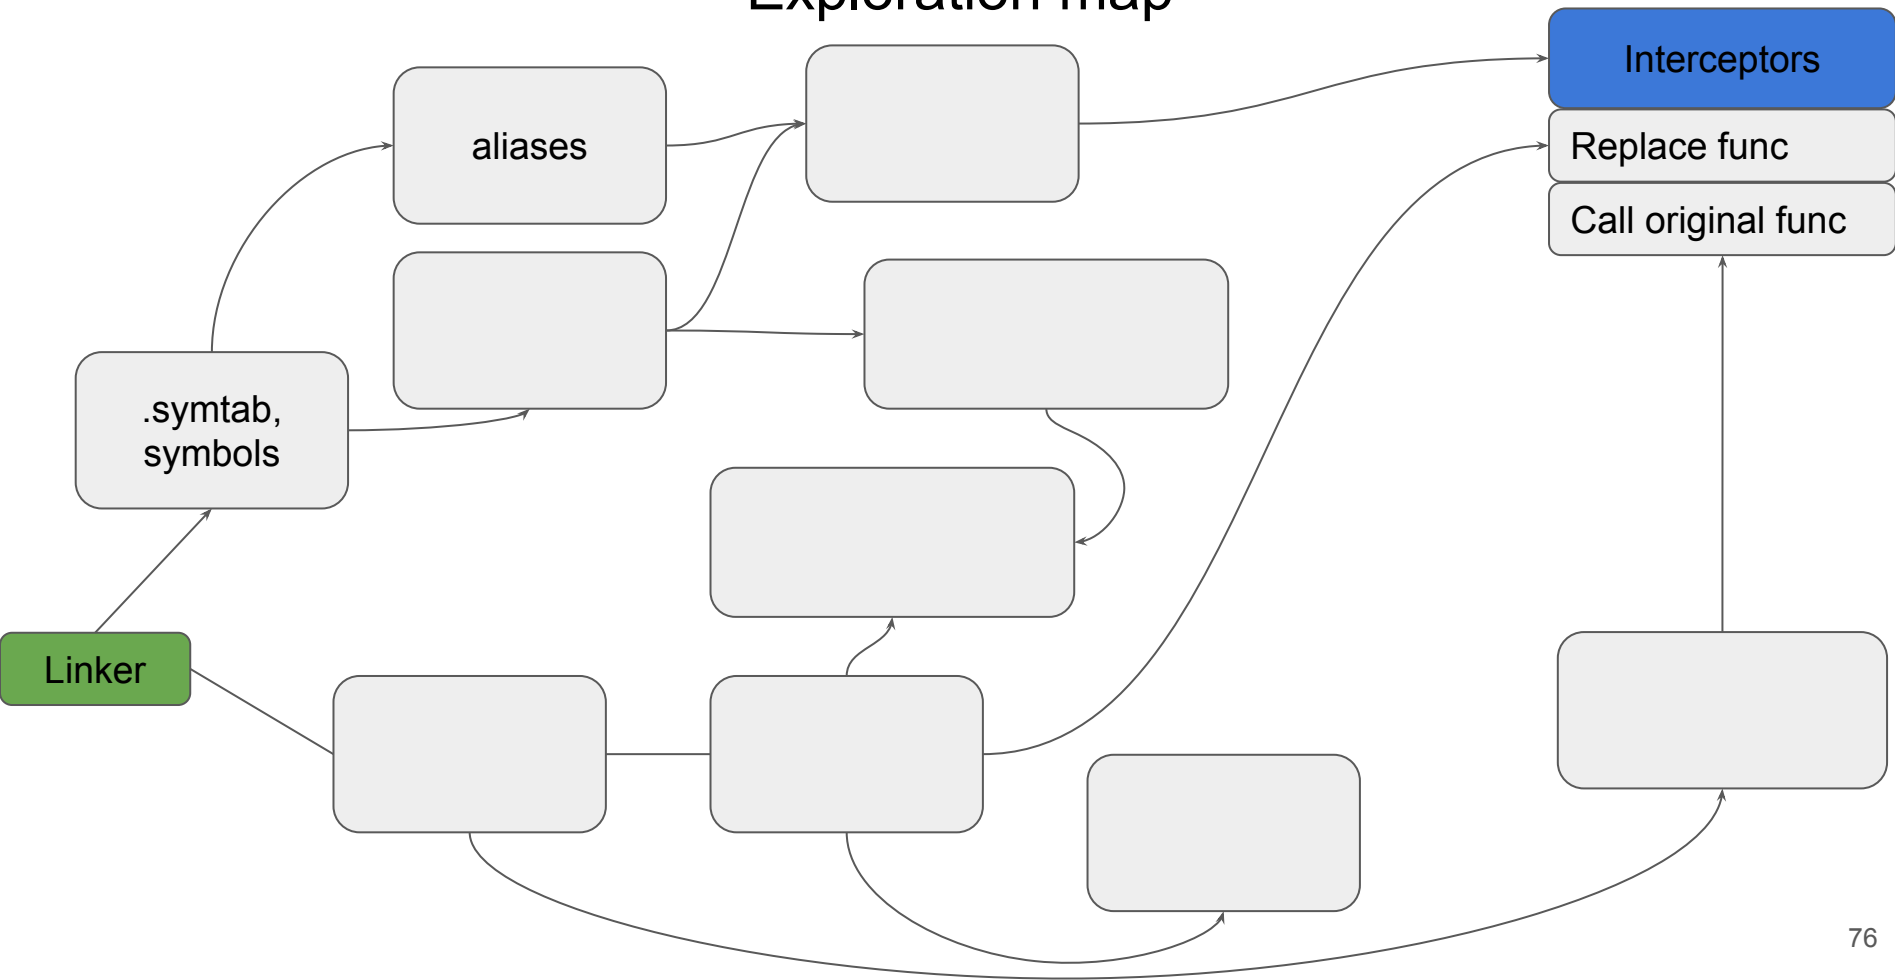 Exploration map
Interceptors
Replace func
Call original func
aliases
.symtab,
symbols
Linker
76